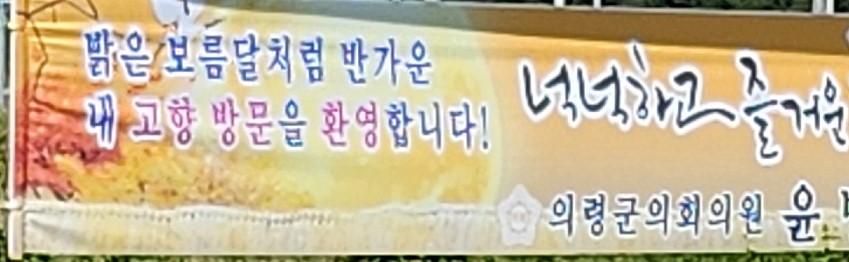 밝은 보름달처럼 반가운
내 고향 방문을 환영합니다!
넉넉하고 즐거운
의령군의회의원 윤